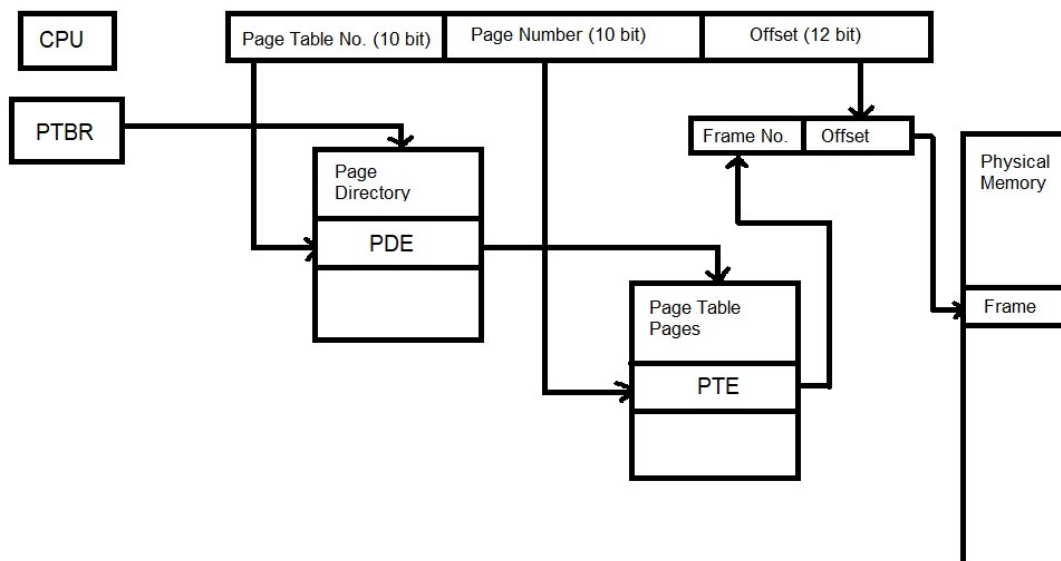 CPU
Page Table No. (10 bit)
Page Number (10 bit)
Offset (12 bit)
PTBR
Frame No.
Offset
Page
Directory
Physical
Memory
PDE
Page Table
Pages
Frame
PTE